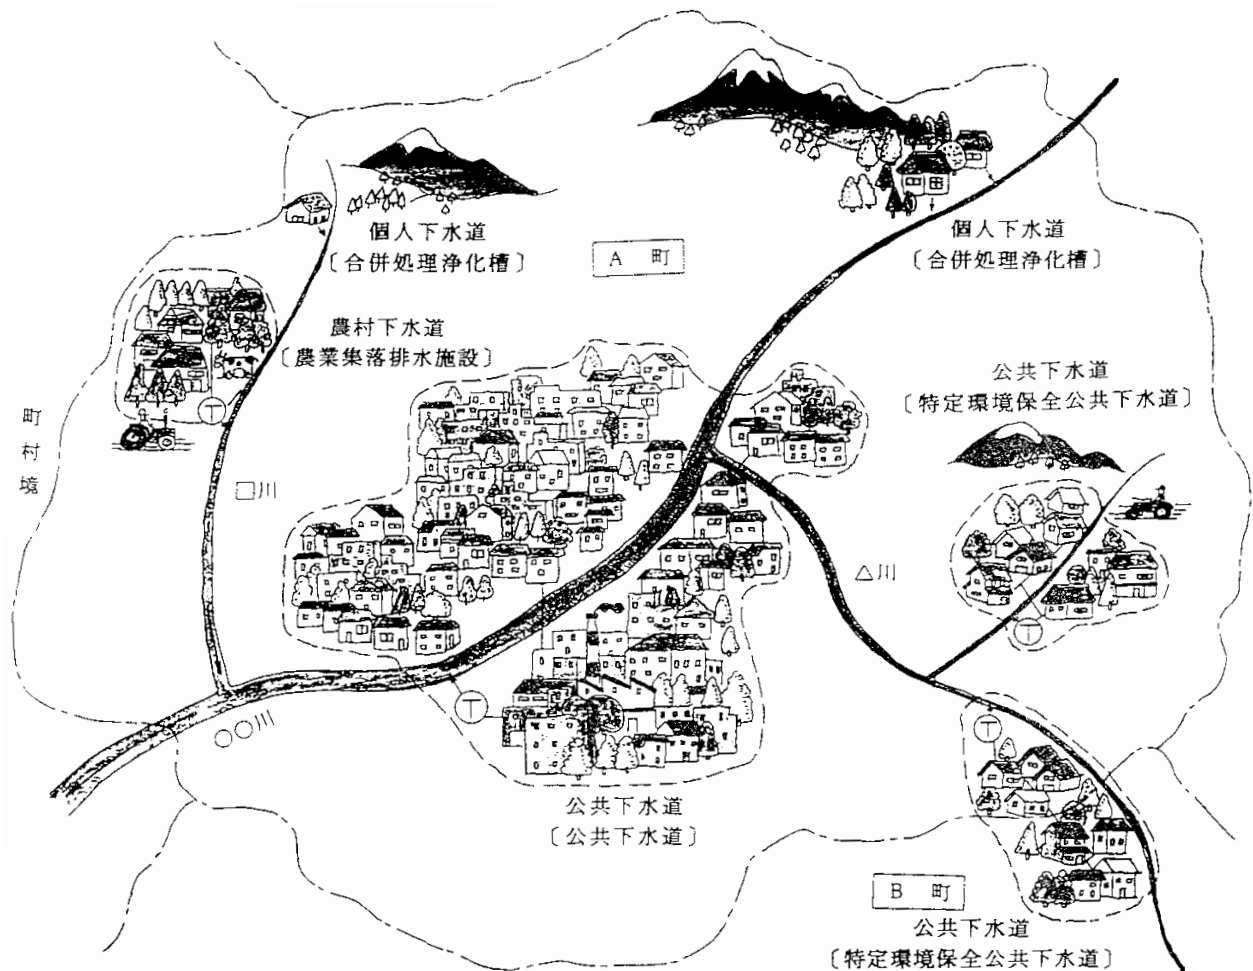 個人下水道
〔合併処理浄化槽〕
A 町
個人下水道
〔合併処理浄化槽〕
農村下水道
〔農業集落排水施設〕
公共下水道
〔特定環境保全公共下水道〕
町村境
T
□川
△川
T
T
○○川
T
公共下水道
〔公共下水道〕
B 町
公共下水道
〔特定環境保全公共下水道〕